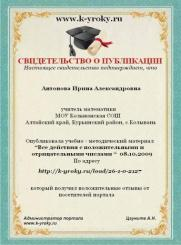 www.k-yroky.ru
СВИДЕТЕЛЬСТВО О ПУБЛИКАЦИИ
Настоящее свидетельство подтверждает, что
Антонова Ирина Александровна
учитель математики
МОУ Колыванская СОШ
Алтайский край, Курьинский район, с.Колывань
Опубликовала учебно - методический материал
"Все действия с положительными и
отрицательными числами" 08.10.2009
По адресу
http://k-yroky.ru/load/26-1-0-2127
который получил положительные отзывы от
посетителей портала
Администратор портала
www.k-yroky.ru